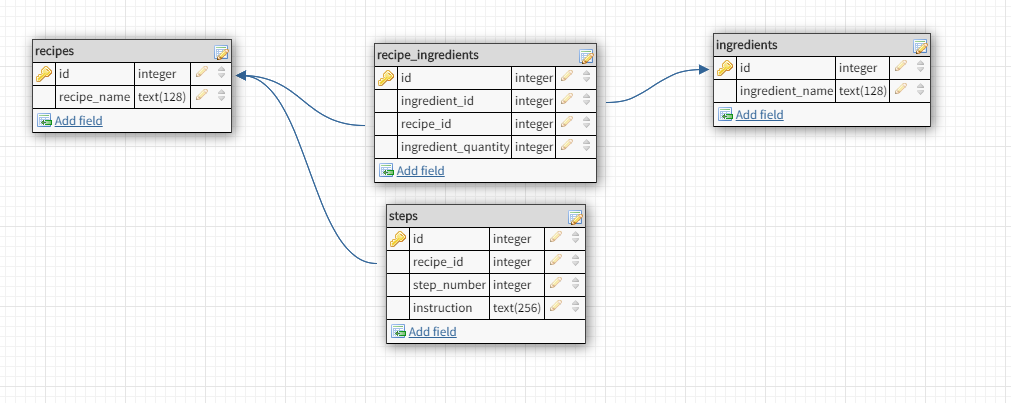 recipes
id integer
recipe_name text(128)
Add field
recipe_ingredients
id integer
ingredient_id integer
recipe_id integer
ingredient_quantity integer
Add field
ingredients
id integer
ingredient_name text(128)
Add field
steps
id integer
recipe_id integer
step_number integer
instruction text(256)
Add field